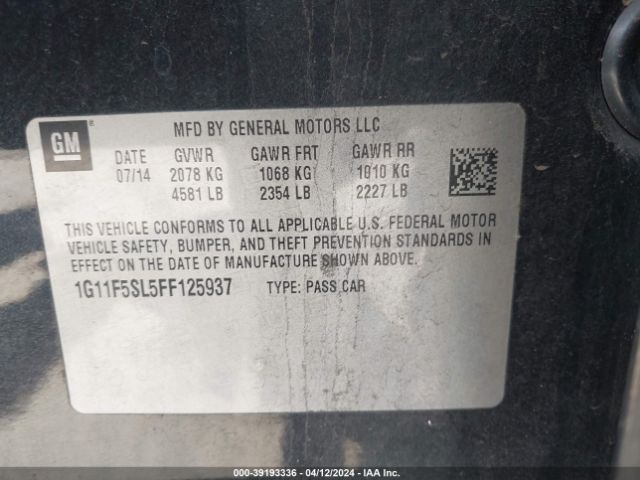 GM
®
MFD BY GENERAL MOTORS LLC
DATE GVWR GAWR FRT GAWR RR
07/14 2078 KG 1068 KG 1010 KG
4581 LB 2354 LB 2227 LB
THIS VEHICLE CONFORMS TO ALL APPLICABLE U.S. FEDERAL MOTOR
VEHICLE SAFETY, BUMPER, AND THEFT PREVENTION STANDARDS IN
EFFECT ON THE DATE OF MANUFACTURE SHOWN ABOVE.
1G11F5SL5FF125937 TYPE: PASS CAR
000-39193336 - 04/12/2024 - IAA Inc.